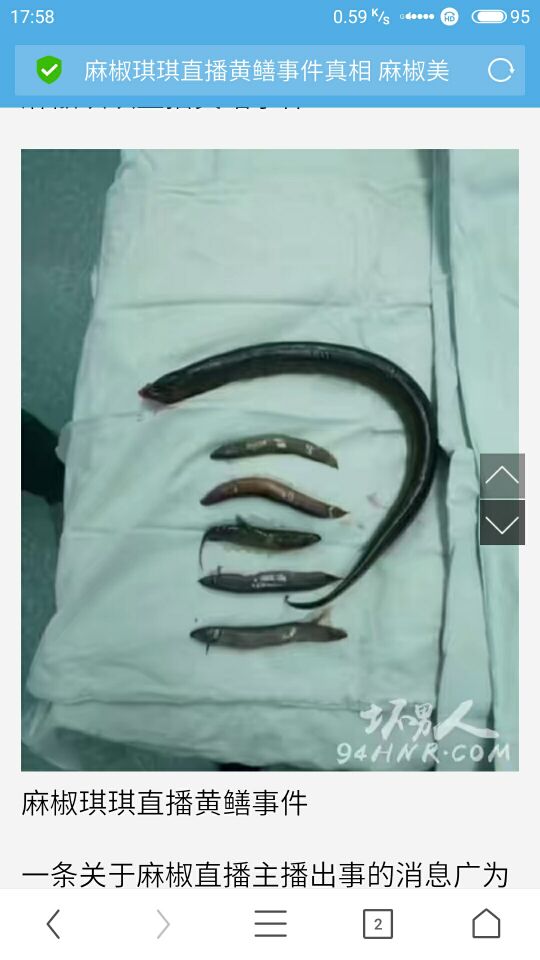 17:58 0.59 K/s HD 95
麻椒琪琪直播黄鳝事件真相 麻椒美
坏男人
94HNR.COM
麻椒琪琪直播黄鳝事件
一条关于麻椒直播主播出事的消息广为
2